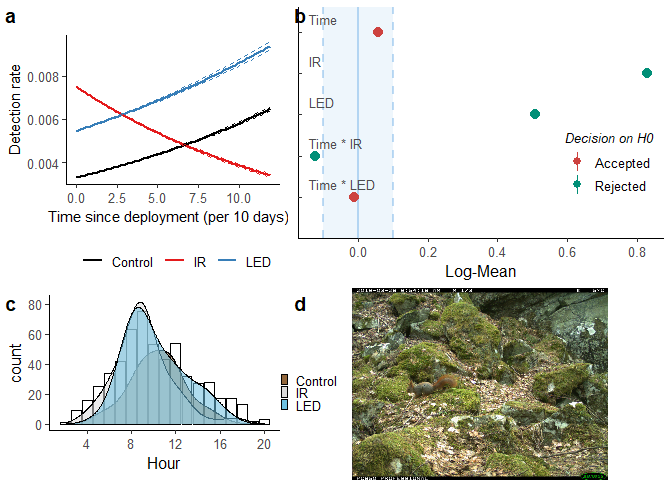 a
Detection rate
0.008
0.006
0.004
0.0 2.5 5.0 7.5 10.0
Time since deployment (per 10 days)
Control IR LED
b
Time
IR
LED
Time * IR
Time * LED
Decision on H0
Accepted
Rejected
0.0 0.2 0.4 0.6 0.8
Log-Mean
c
count
80
60
40
20
0
4 8 12 16 20
Hour
Control
IR
LED
d
PROFESSIONAL